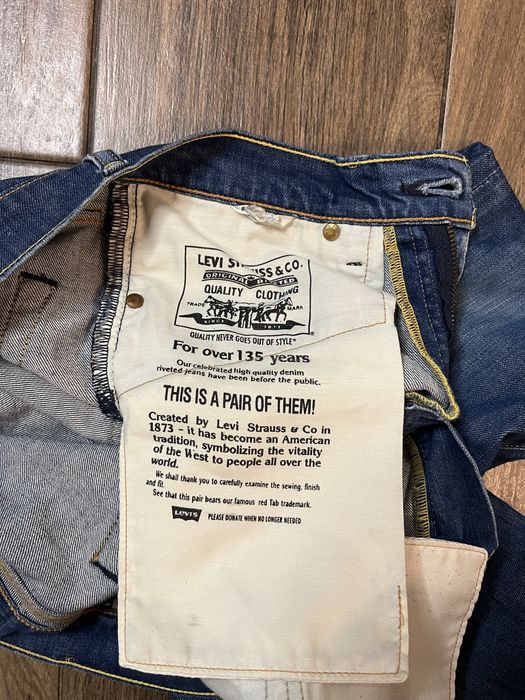 LEVI STRAUSS & CO.
ORIGINAL RIVETED
QUALITY CLOTHING
TRADE MARK
SINCE 1873
QUALITY NEVER GOES OUT OF STYLE®
For over 135 years
Our celebrated high quality denim
riveted jeans have been before the public.
THIS IS A PAIR OF THEM!
Created by Levi Strauss & Co in
1873 - it has become an American
tradition, symbolizing the vitality
of the West to people all over the
world.
We shall thank you to carefully examine the sewing, finish
and fit.
See that this pair bears our famous red Tab trademark.
LEVI'S PLEASE DONATE WHEN NO LONGER NEEDED